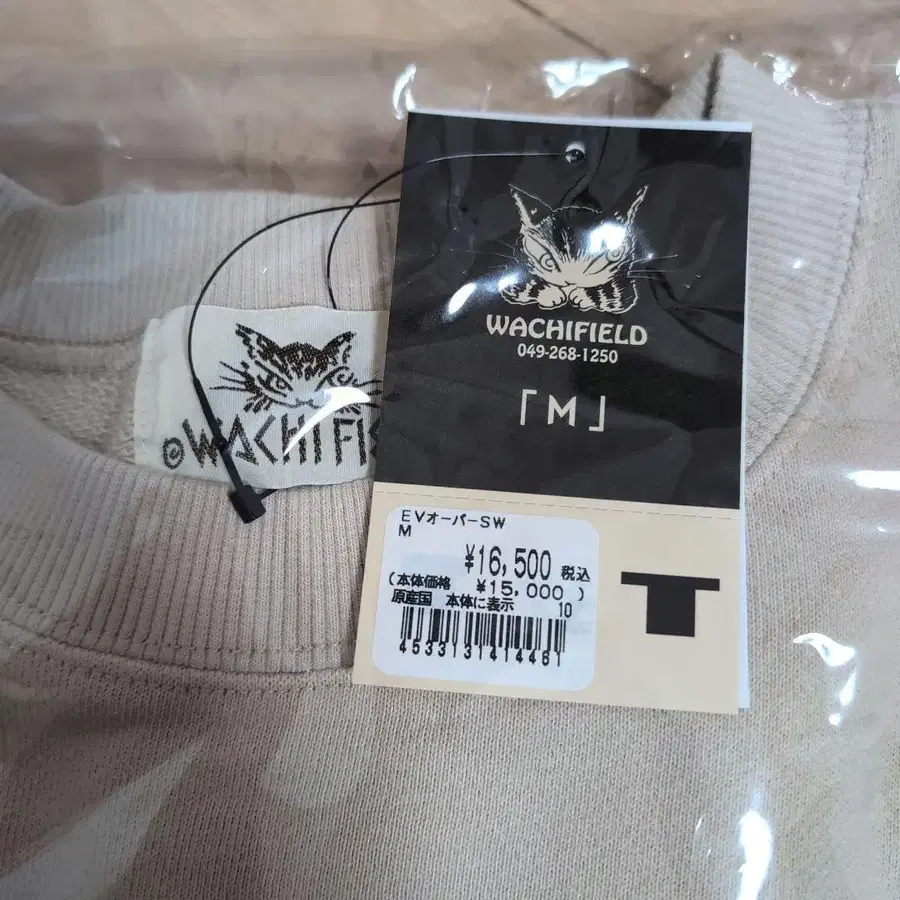 ©WACHIFIE
WACHIFIELD
049-268-1250
「M」
EVオーバーSW
M
¥16,500 税込
(本体価格 ¥15,000)
原産国 本体に表示 10
4533131414481